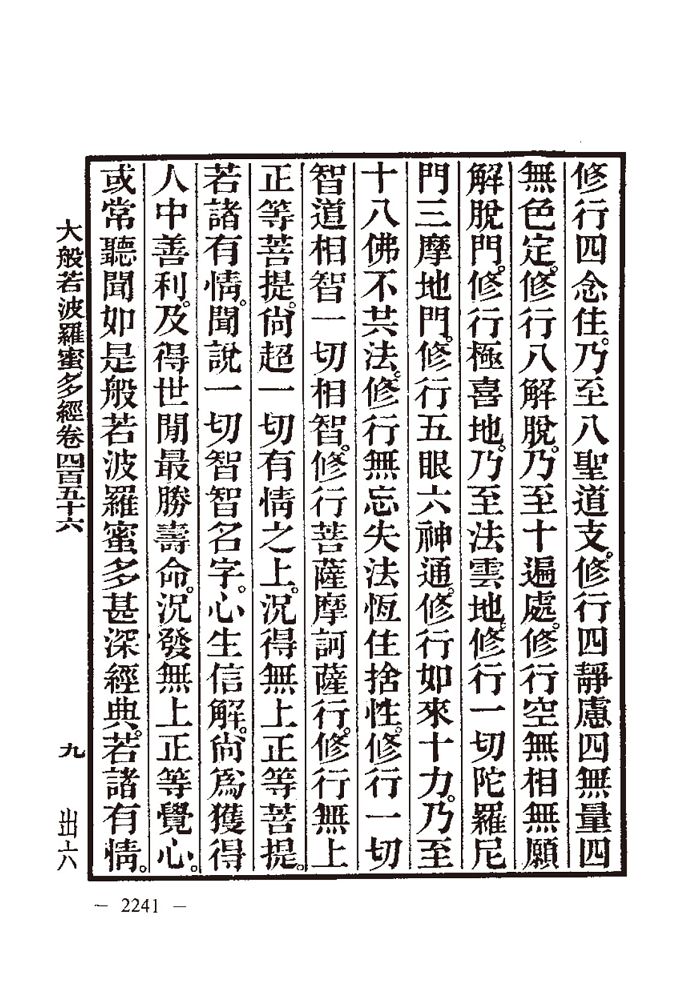 修行四念住。乃至八聖道支。修行四靜慮四無量四
無色定。修行八解脫。乃至十遍處。修行空無相無願
解脫門。修行極喜地。乃至法雲地。修行一切陀羅尼
門三摩地門。修行五眼六神通。修行如來十力。乃至
十八佛不共法。修行無忘失法恆住捨性。修行一切
智道相智一切相智。修行菩薩摩訶薩行。修行無上
正等菩提。尙超一切有情之上。況得無上正等菩提。
若諸有情。聞說一切智智名字。心生信解。尙爲獲得
人中善利。及得世閒最勝壽命。況發無上正等覺心。
或常聽聞如是般若波羅蜜多甚深經典。若諸有情。
大般若波羅蜜多經卷四百五十六 九 出六
— 2241 —